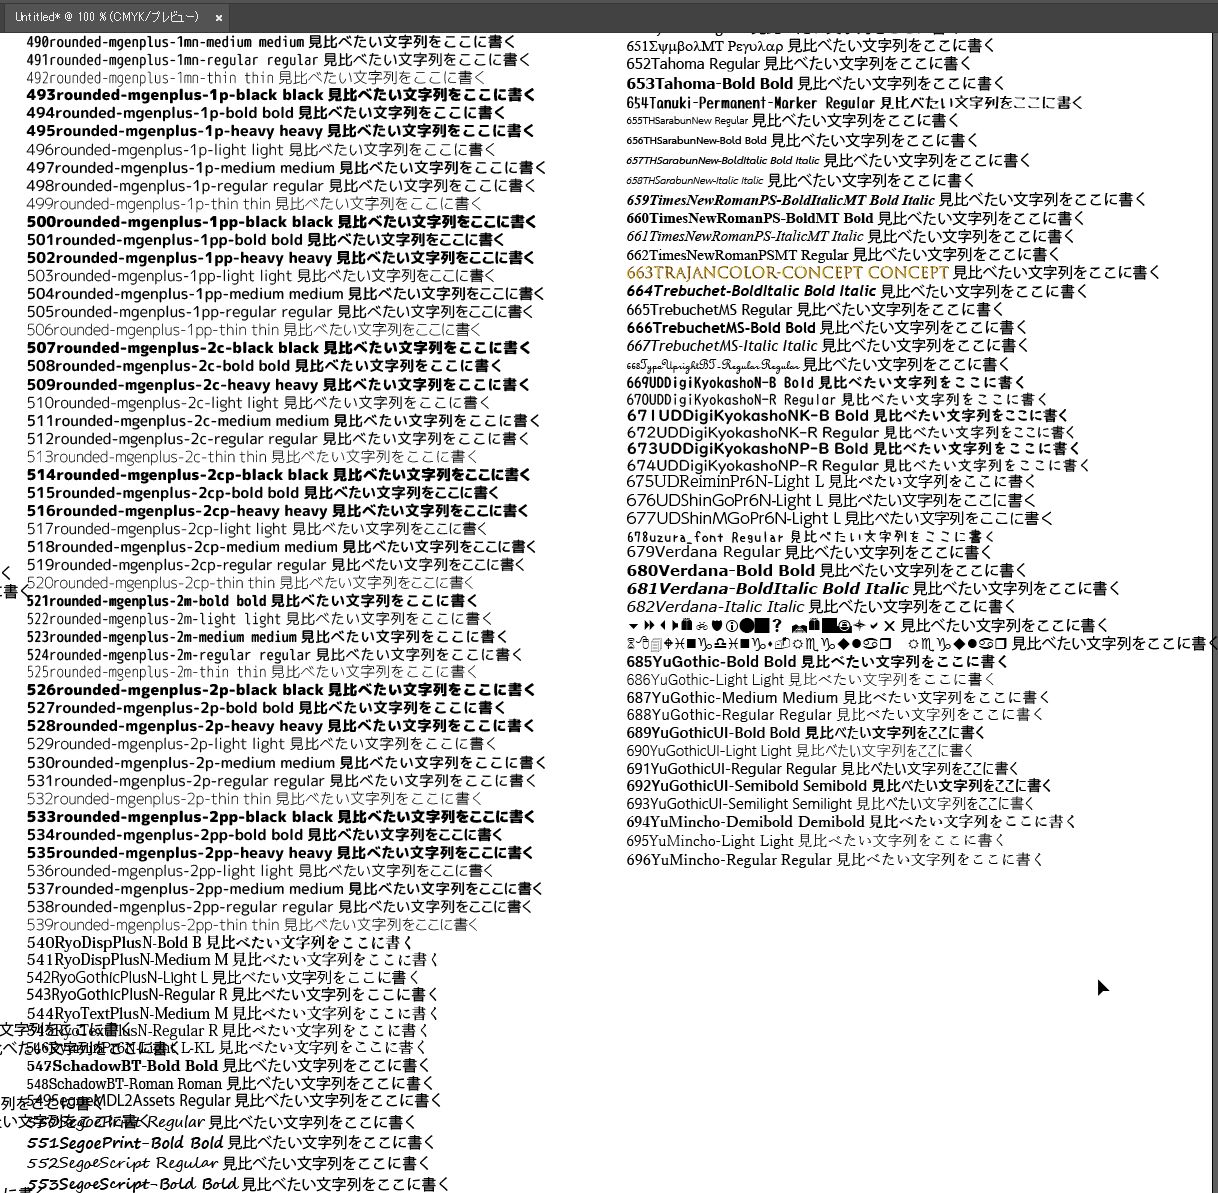 Untitled* @ 100 % (CMYK/プレビュー) ×
490rounded-mgenplus-1mn-medium medium 見比べたい文字列をここに書く
491rounded-mgenplus-1mn-regular regular 見比べたい文字列をここに書く
492rounded-mgenplus-1mn-thin thin 見比べたい文字列をここに書く
493rounded-mgenplus-1p-black black 見比べたい文字列をここに書く
494rounded-mgenplus-1p-bold bold 見比べたい文字列をここに書く
495rounded-mgenplus-1p-heavy heavy 見比べたい文字列をここに書く
496rounded-mgenplus-1p-light light 見比べたい文字列をここに書く
497rounded-mgenplus-1p-medium medium 見比べたい文字列をここに書く
498rounded-mgenplus-1p-regular regular 見比べたい文字列をここに書く
499rounded-mgenplus-1p-thin thin 見比べたい文字列をここに書く
500rounded-mgenplus-1pp-black black 見比べたい文字列をここに書く
501rounded-mgenplus-1pp-bold bold 見比べたい文字列をここに書く
502rounded-mgenplus-1pp-heavy heavy 見比べたい文字列をここに書く
503rounded-mgenplus-1pp-light light 見比べたい文字列をここに書く
504rounded-mgenplus-1pp-medium medium 見比べたい文字列をここに書く
505rounded-mgenplus-1pp-regular regular 見比べたい文字列をここに書く
506rounded-mgenplus-1pp-thin thin 見比べたい文字列をここに書く
507rounded-mgenplus-2c-black black 見比べたい文字列をここに書く
508rounded-mgenplus-2c-bold bold 見比べたい文字列をここに書く
509rounded-mgenplus-2c-heavy heavy 見比べたい文字列をここに書く
510rounded-mgenplus-2c-light light 見比べたい文字列をここに書く
511rounded-mgenplus-2c-medium medium 見比べたい文字列をここに書く
512rounded-mgenplus-2c-regular regular 見比べたい文字列をここに書く
513rounded-mgenplus-2c-thin thin 見比べたい文字列をここに書く
514rounded-mgenplus-2cp-black black 見比べたい文字列をここに書く
515rounded-mgenplus-2cp-bold bold 見比べたい文字列をここに書く
516rounded-mgenplus-2cp-heavy heavy 見比べたい文字列をここに書く
517rounded-mgenplus-2cp-light light 見比べたい文字列をここに書く
518rounded-mgenplus-2cp-medium medium 見比べたい文字列をここに書く
519rounded-mgenplus-2cp-regular regular 見比べたい文字列をここに書く
520rounded-mgenplus-2cp-thin thin 見比べたい文字列をここに書く
521rounded-mgenplus-2m-bold bold 見比べたい文字列をここに書く
522rounded-mgenplus-2m-light light 見比べたい文字列をここに書く
523rounded-mgenplus-2m-medium medium 見比べたい文字列をここに書く
524rounded-mgenplus-2m-regular regular 見比べたい文字列をここに書く
525rounded-mgenplus-2m-thin thin 見比べたい文字列をここに書く
526rounded-mgenplus-2p-black black 見比べたい文字列をここに書く
527rounded-mgenplus-2p-bold bold 見比べたい文字列をここに書く
528rounded-mgenplus-2p-heavy heavy 見比べたい文字列をここに書く
529rounded-mgenplus-2p-light light 見比べたい文字列をここに書く
530rounded-mgenplus-2p-medium medium 見比べたい文字列をここに書く
531rounded-mgenplus-2p-regular regular 見比べたい文字列をここに書く
532rounded-mgenplus-2p-thin thin 見比べたい文字列をここに書く
533rounded-mgenplus-2pp-black black 見比べたい文字列をここに書く
534rounded-mgenplus-2pp-bold bold 見比べたい文字列をここに書く
535rounded-mgenplus-2pp-heavy heavy 見比べたい文字列をここに書く
536rounded-mgenplus-2pp-light light 見比べたい文字列をここに書く
537rounded-mgenplus-2pp-medium medium 見比べたい文字列をここに書く
538rounded-mgenplus-2pp-regular regular 見比べたい文字列をここに書く
539rounded-mgenplus-2pp-thin thin 見比べたい文字列をここに書く
540RyoDispPlusN-Bold B 見比べたい文字列をここに書く
541RyoDispPlusN-Medium M 見比べたい文字列をここに書く
542RyoGothicPlusN-Light L 見比べたい文字列をここに書く
543RyoGothicPlusN-Regular R 見比べたい文字列をここに書く
544RyoTextPlusN-Medium M 見比べたい文字列をここに書く
545RyoTextPlusN-Regular R 見比べたい文字列をここに書く
L-KL 見比べたい文字列をここに書く
547SchadowBT-Bold Bold 見比べたい文字列をここに書く
548SchadowBT-Roman Roman 見比べたい文字列をここに書く
549SegoeMDL2Assets Regular 見比べたい文字列をここに書く
550SegoePrint Regular 見比べたい文字列をここに書く
551SegoePrint-Bold Bold 見比べたい文字列をここに書く
552SegoeScript Regular 見比べたい文字列をここに書く
553SegoeScript-Bold Bold 見比べたい文字列をここに書く
651ΣψμβολMT Ρεγυλαρ 見比べたい文字列をここに書く
652Tahoma Regular 見比べたい文字列をここに書く
653Tahoma-Bold Bold 見比べたい文字列をここに書く
654Tanuki-Permanent-Marker Regular 見比べたい文字列をここに書く
655THSarabunNew Regular 見比べたい文字列をここに書く
656THSarabunNew-Bold Bold 見比べたい文字列をここに書く
657THSarabunNew-BoldItalic Bold Italic 見比べたい文字列をここに書く
658THSarabunNew-Italic Italic 見比べたい文字列をここに書く
659TimesNewRomanPS-BoldItalicMT Bold Italic 見比べたい文字列をここに書く
660TimesNewRomanPS-BoldMT Bold 見比べたい文字列をここに書く
661TimesNewRomanPS-ItalicMT Italic 見比べたい文字列をここに書く
662TimesNewRomanPSMT Regular 見比べたい文字列をここに書く
663TRAJANCOLOR-CONCEPT CONCEPT 見比べたい文字列をここに書く
664Trebuchet-BoldItalic Bold Italic 見比べたい文字列をここに書く
665TrebuchetMS Regular 見比べたい文字列をここに書く
666TrebuchetMS-Bold Bold 見比べたい文字列をここに書く
667TrebuchetMS-Italic Italic 見比べたい文字列をここに書く
668TypoUprightBT-Regular Regular 見比べたい文字列をここに書く
669UDDigiKyokashoN-B Bold 見比べたい文字列をここに書く
670UDDigiKyokashoN-R Regular 見比べたい文字列をここに書く
671UDDigiKyokashoNK-B Bold 見比べたい文字列をここに書く
672UDDigiKyokashoNK-R Regular 見比べたい文字列をここに書く
673UDDigiKyokashoNP-B Bold 見比べたい文字列をここに書く
674UDDigiKyokashoNP-R Regular 見比べたい文字列をここに書く
675UDReiminPr6N-Light L 見比べたい文字列をここに書く
676UDShinGoPr6N-Light L 見比べたい文字列をここに書く
677UDShinMGoPr6N-Light L 見比べたい文字列をここに書く
678uzura_font Regular 見比べたい文字列をここに書く
679Verdana Regular 見比べたい文字列をここに書く
680Verdana-Bold Bold 見比べたい文字列をここに書く
681Verdana-BoldItalic Bold Italic 見比べたい文字列をここに書く
682Verdana-Italic Italic 見比べたい文字列をここに書く
見比べたい文字列をここに書く
見比べたい文字列をここに書く
685YuGothic-Bold Bold 見比べたい文字列をここに書く
686YuGothic-Light Light 見比べたい文字列をここに書く
687YuGothic-Medium Medium 見比べたい文字列をここに書く
688YuGothic-Regular Regular 見比べたい文字列をここに書く
689YuGothicUI-Bold Bold 見比べたい文字列をここに書く
690YuGothicUI-Light Light 見比べたい文字列をここに書く
691YuGothicUI-Regular Regular 見比べたい文字列をここに書く
692YuGothicUI-Semibold Semibold 見比べたい文字列をここに書く
693YuGothicUI-Semilight Semilight 見比べたい文字列をここに書く
694YuMincho-Demibold Demibold 見比べたい文字列をここに書く
695YuMincho-Light Light 見比べたい文字列をここに書く
696YuMincho-Regular Regular 見比べたい文字列をここに書く